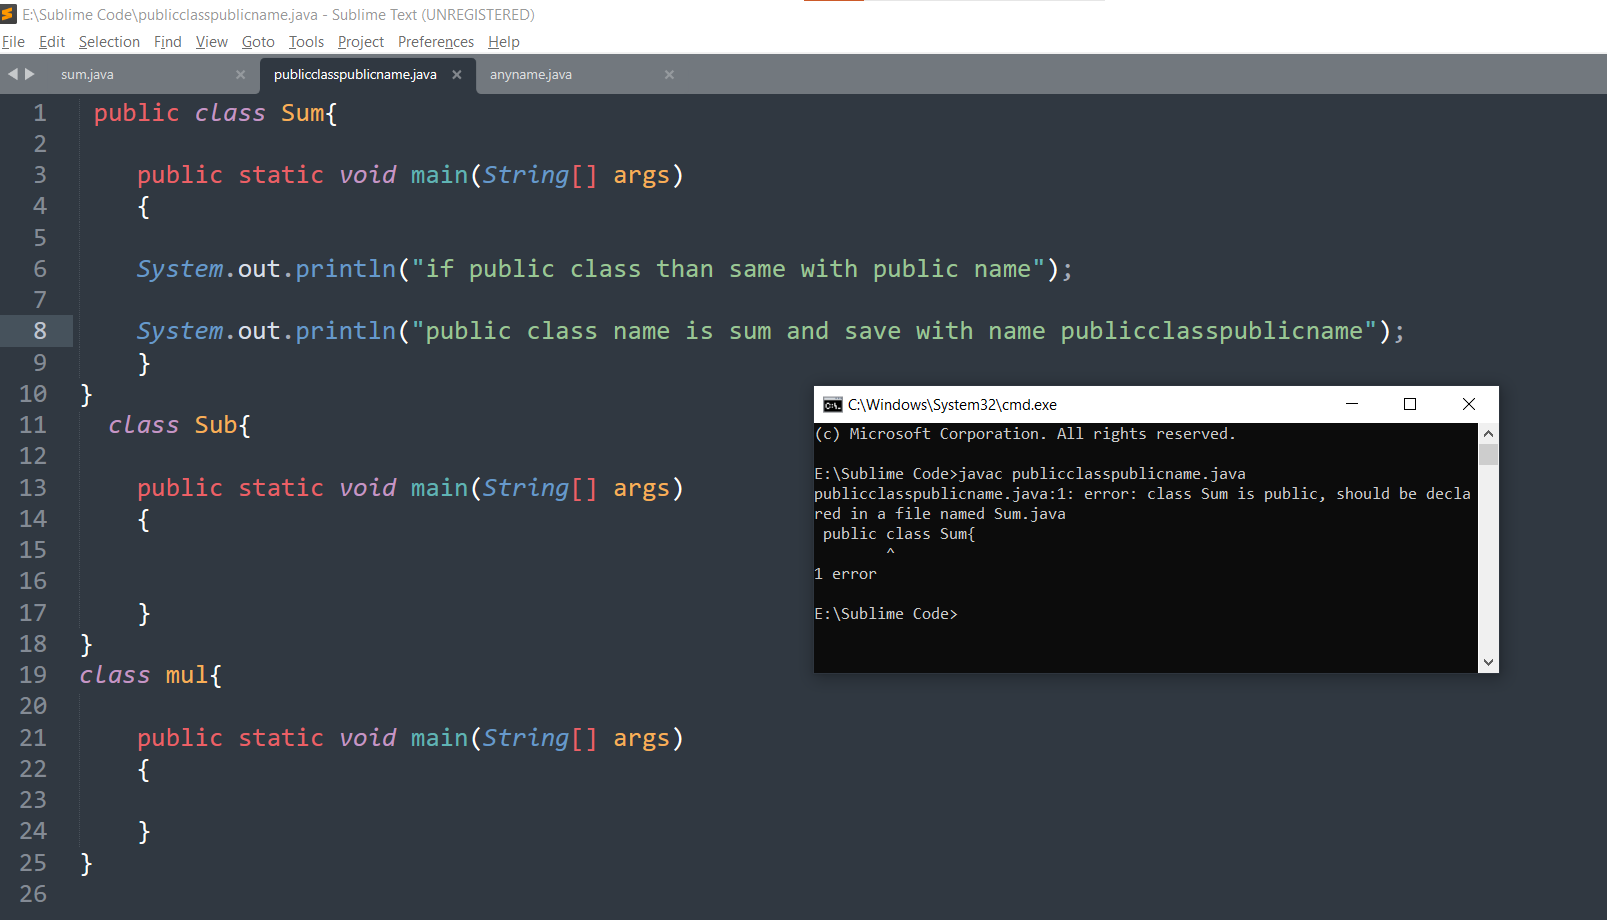 E:\Sublime Code\publicclasspublicname.java - Sublime Text (UNREGISTERED)
File Edit Selection Find View Goto Tools Project Preferences Help
sum.java publicclasspublicname.java anyname.java
1 public class Sum{
2
3 public static void main(String[] args)
4 {
5
6 System.out.println("if public class than same with public name");
7
8 System.out.println("public class name is sum and save with name publicclasspublicname");
9 }
10 }
11 class Sub{
12
13 public static void main(String[] args)
14 {
15
16
17 }
18 }
19 class mul{
20
21 public static void main(String[] args)
22 {
23
24 }
25 }
26
C:\Windows\System32\cmd.exe
(c) Microsoft Corporation. All rights reserved.
E:\Sublime Code>javac publicclasspublicname.java
publicclasspublicname.java:1: error: class Sum is public, should be decla
red in a file named Sum.java
public class Sum{
^
1 error
E:\Sublime Code>